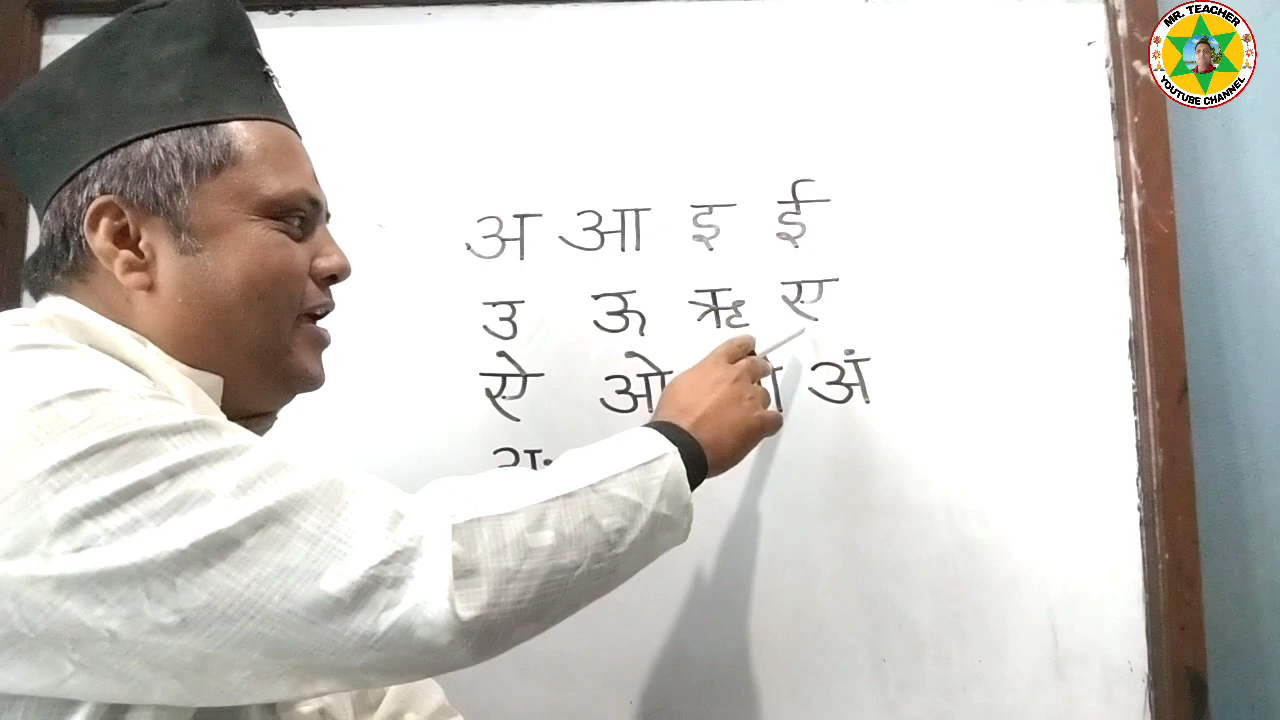 अ आ इ ई
उ ऊ ऋ ए
ऐ ओ अं
MR. TEACHER
YOUTUBE CHANNEL